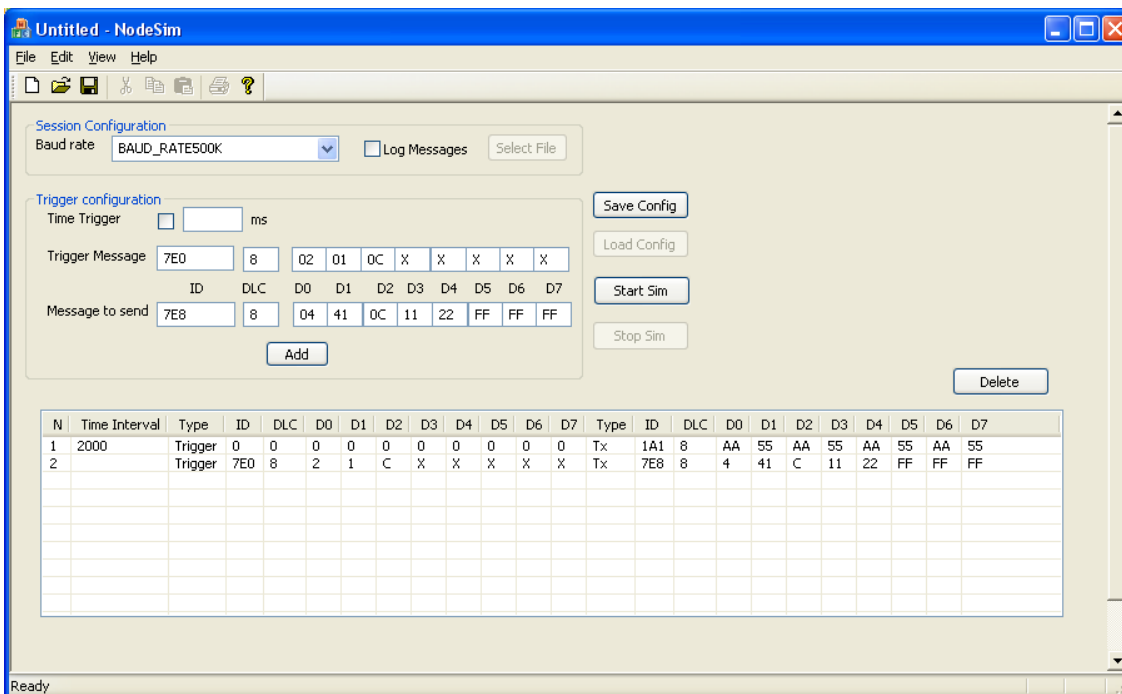 Untitled - NodeSim
File Edit View Help
Session Configuration
Baud rate BAUD_RATE500K Log Messages Select File
Trigger configuration
Time Trigger ms
Save Config
Trigger Message 7E0 8 02 01 0C X X X X X
Load Config
ID DLC D0 D1 D2 D3 D4 D5 D6 D7
Start Sim
Message to send 7E8 8 04 41 0C 11 22 FF FF FF
Stop Sim
Add
Delete
N Time Interval Type ID DLC D0 D1 D2 D3 D4 D5 D6 D7 Type ID DLC D0 D1 D2 D3 D4 D5 D6 D7
1 2000 Trigger 0 0 0 0 0 0 0 0 0 0 Tx 1A1 8 AA 55 AA 55 AA 55 AA 55
2 Trigger 7E0 8 2 1 C X X X X X Tx 7E8 8 4 41 C 11 22 FF FF FF
Ready